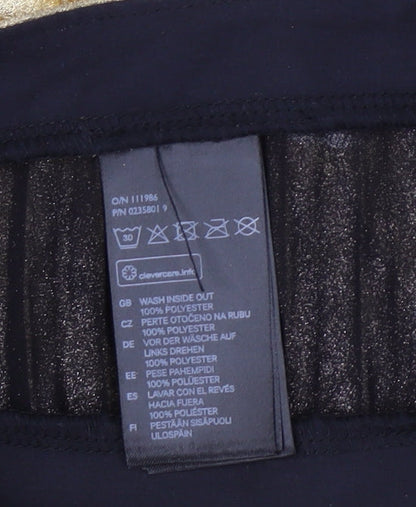 O/N 111986
P/N 0235801 9
30
clevercare.info
GB WASH INSIDE OUT
100% POLYESTER
CZ PERTE OTOČENO NA RUBU
100% POLYESTER
DE VOR DER WÄSCHE AUF
LINKS DREHEN
100% POLYESTER
EE PESE PAHEMPIDI
100% POLÜESTER
ES LAVAR CON EL REVÉS
HACIA FUERA
100% POLIÉSTER
FI PESTÄÄN SISÄPUOLI
ULOSPÄIN